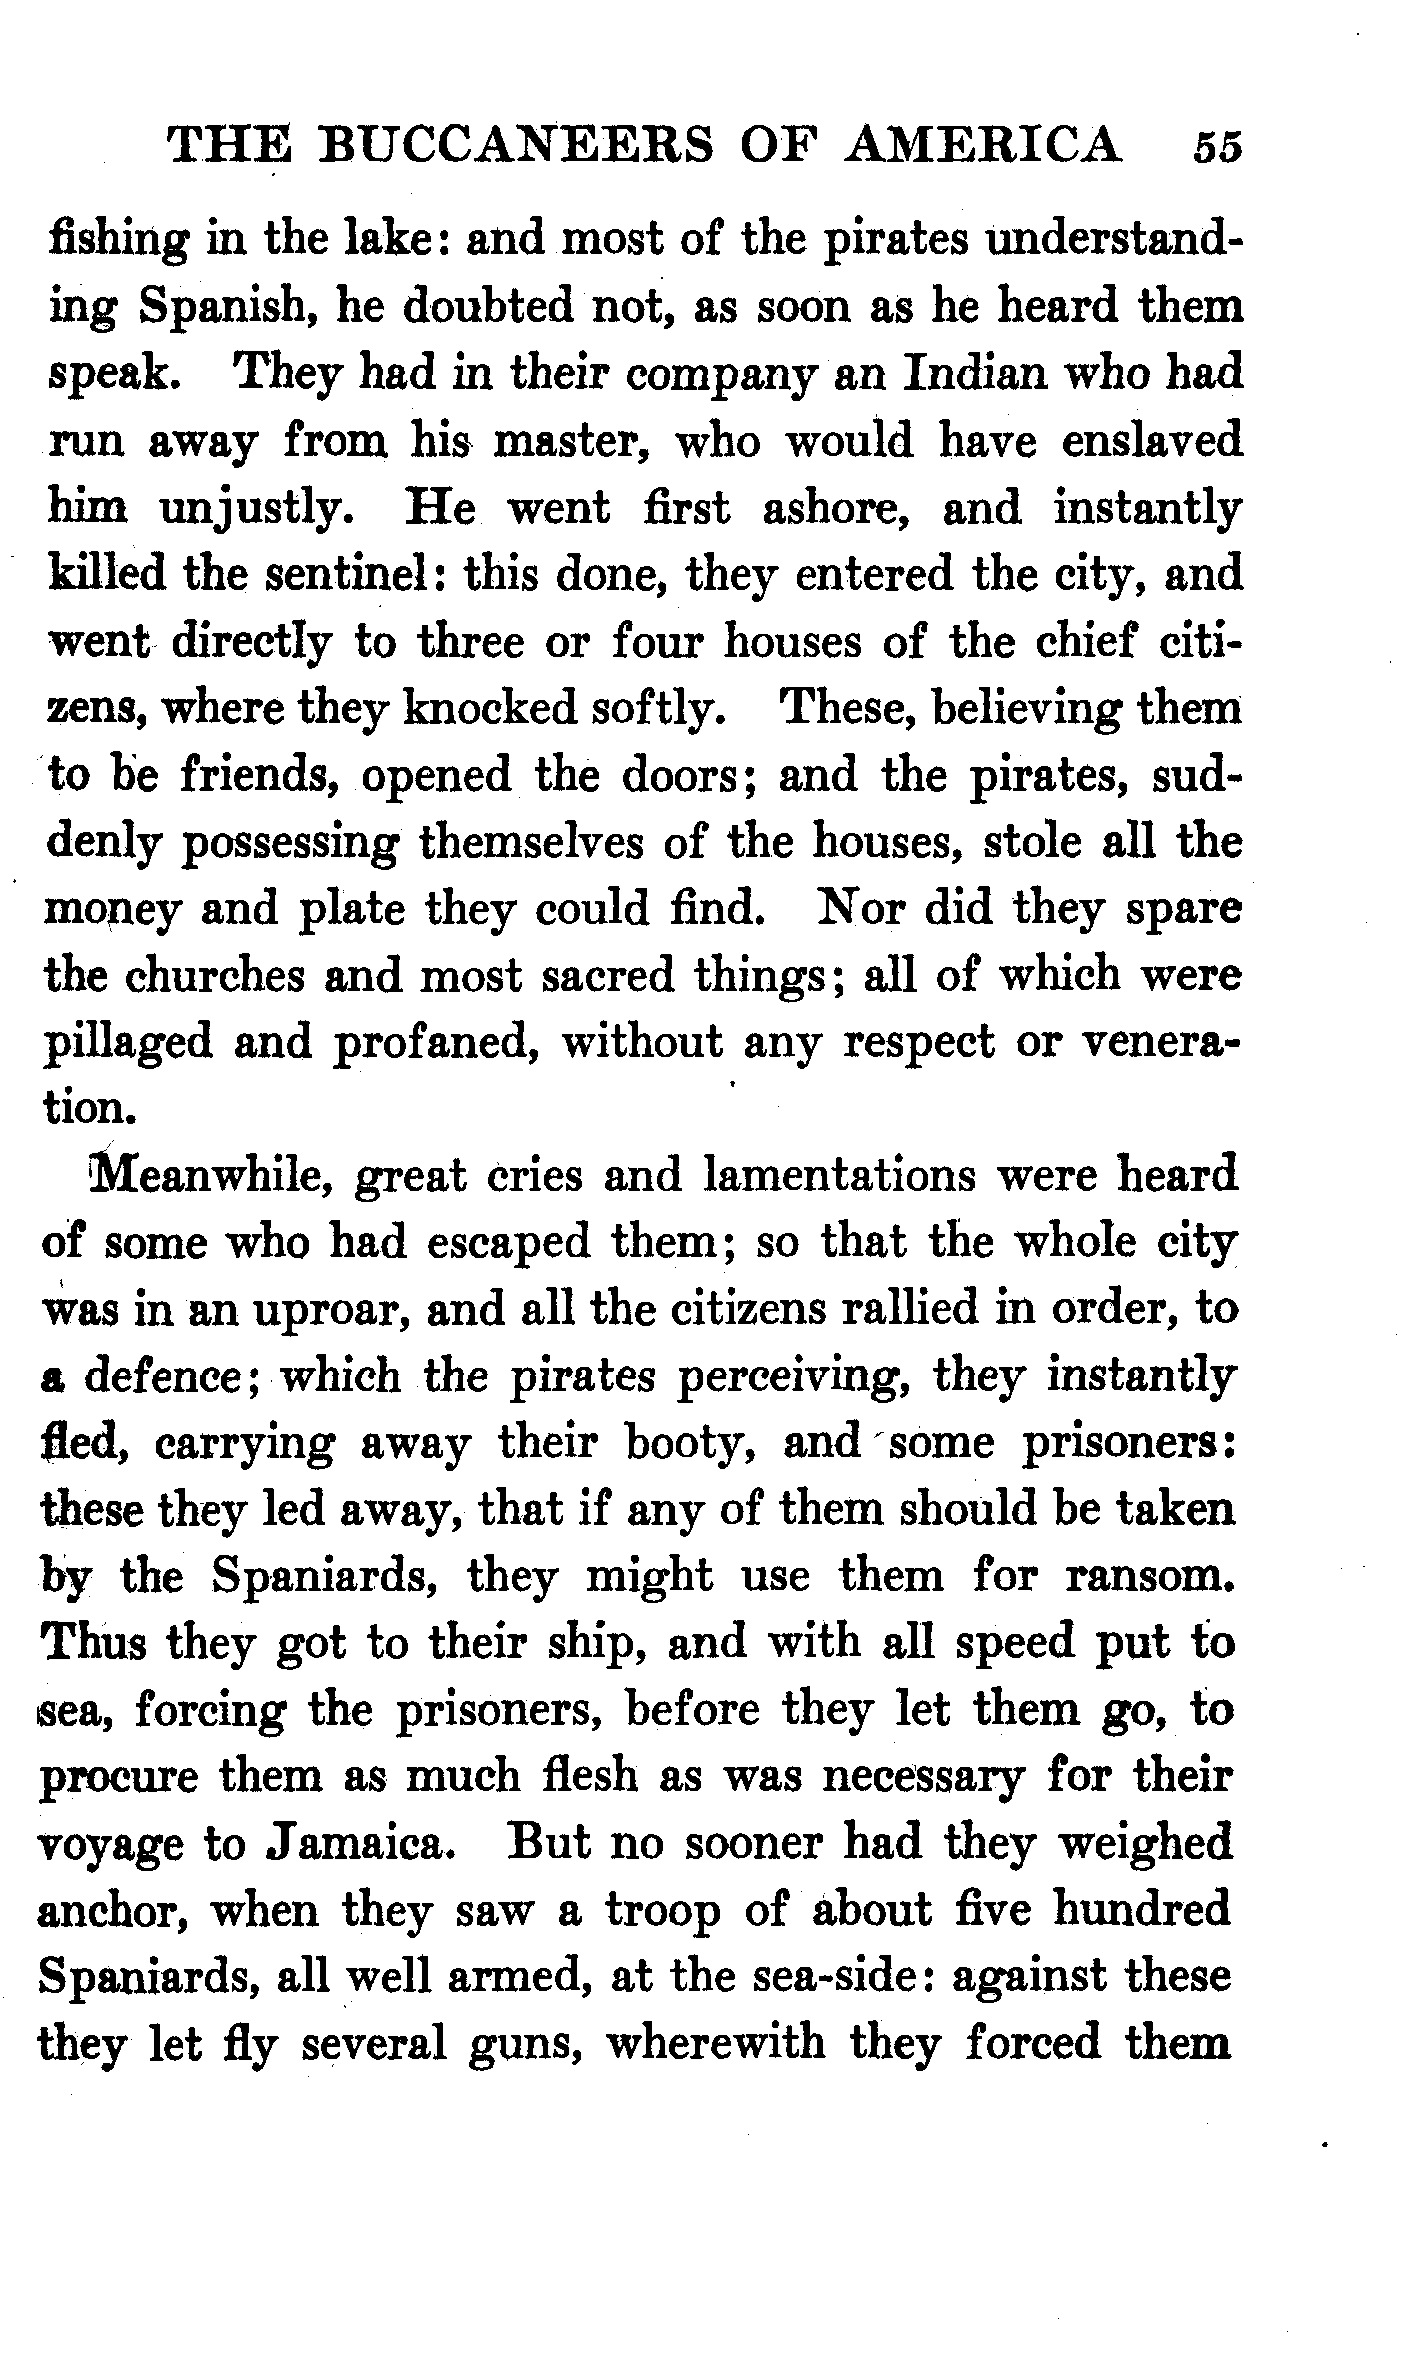 THE BUCCANEERS OF AMERICA 55
fishing in the lake: and most of the pirates understand-
ing Spanish, he doubted not, as soon as he heard them
speak. They had in their company an Indian who had
run away from his master, who would have enslaved
him unjustly. He went first ashore, and instantly
killed the sentinel: this done, they entered the city, and
went directly to three or four houses of the chief citi-
zens, where they knocked softly. These, believing them
to be friends, opened the doors; and the pirates, sud-
denly possessing themselves of the houses, stole all the
money and plate they could find. Nor did they spare
the churches and most sacred things; all of which were
pillaged and profaned, without any respect or venera-
tion.
Meanwhile, great cries and lamentations were heard
of some who had escaped them; so that the whole city
was in an uproar, and all the citizens rallied in order, to
a defence; which the pirates perceiving, they instantly
fled, carrying away their booty, and some prisoners:
these they led away, that if any of them should be taken
by the Spaniards, they might use them for ransom.
Thus they got to their ship, and with all speed put to
sea, forcing the prisoners, before they let them go, to
procure them as much flesh as was necessary for their
voyage to Jamaica. But no sooner had they weighed
anchor, when they saw a troop of about five hundred
Spaniards, all well armed, at the sea-side: against these
they let fly several guns, wherewith they forced them